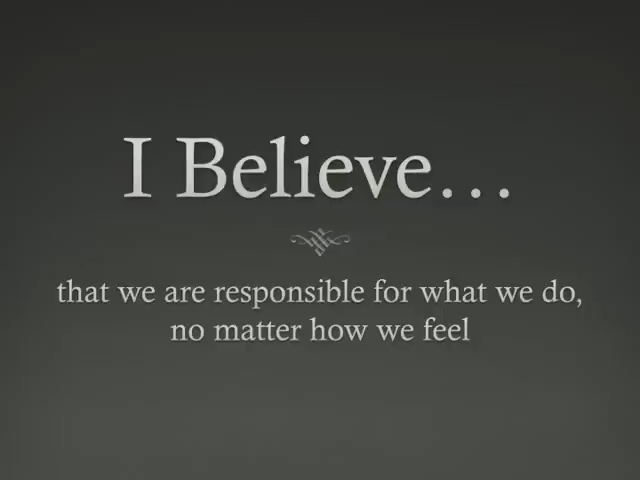 I Believe...
that we are responsible for what we do,
no matter how we feel